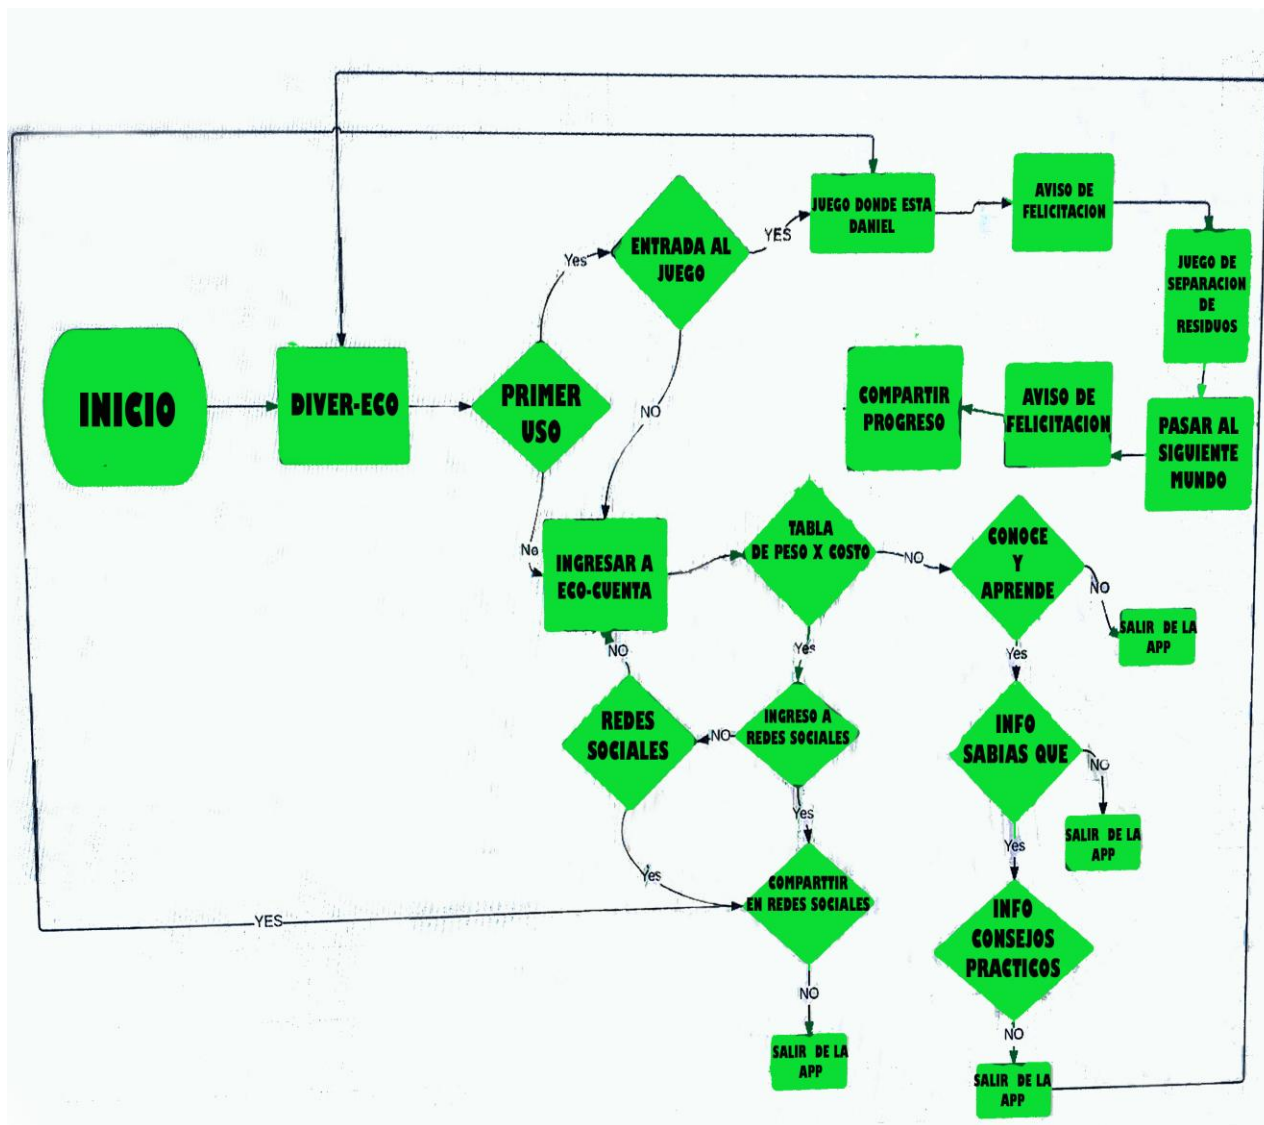 INICIO
DIVER-ECO
PRIMER
USO
Yes
No
ENTRADA AL
JUEGO
YES
NO
JUEGO DONDE ESTA
DANIEL
AVISO DE
FELICITACION
JUEGO DE
SEPARACION
DE
RESIDUOS
PASAR AL
SIGUIENTE
MUNDO
AVISO DE
FELICITACION
COMPARTIR
PROGRESO
INGRESAR A
ECO-CUENTA
TABLA
DE PESO X COSTO
NO
Yes
CONOCE
Y
APRENDE
NO
SALIR DE LA
APP
Yes
INGRESO A
REDES SOCIALES
NO
REDES
SOCIALES
NO
Yes
Yes
COMPARTTIR
EN REDES SOCIALES
YES
NO
SALIR DE LA
APP
INFO
SABIAS QUE
NO
SALIR DE LA
APP
Yes
INFO
CONSEJOS
PRACTICOS
NO
SALIR DE LA
APP